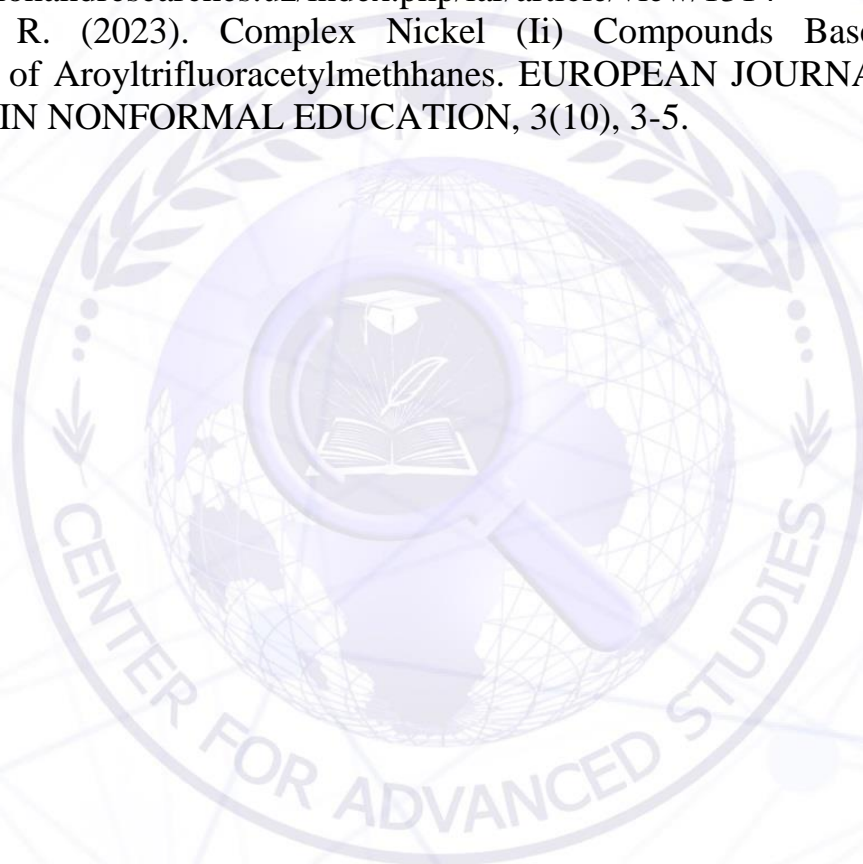 R. (2023). Complex Nickel (Ii) Compounds Base
of Aroyltrifluoracetylmethhanes. EUROPEAN JOURNA
IN NONFORMAL EDUCATION, 3(10), 3-5.
CENTER FOR ADVANCED STUDIES